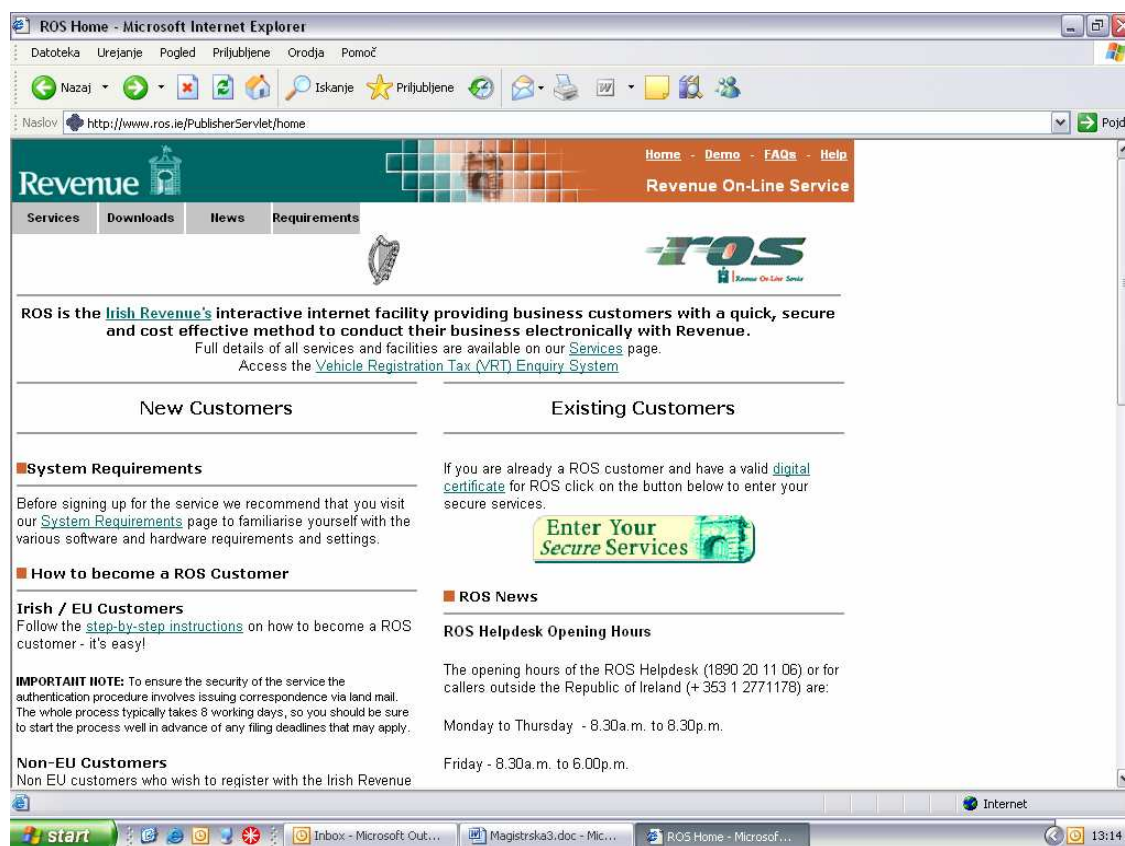 ROS Home - Microsoft Internet Explorer
Datoteka Urejanje Pogled Priljubljene Orodja Pomoč
Nazaj Iskanje Priljubljene
Naslov http://www.ros.ie/PublisherServlet/home Pojd
Revenue
Home - Demo - FAQs - Help
Revenue On-Line Service
Services Downloads News Requirements
ros
Revenue On-Line Service
ROS is the Irish Revenue's interactive internet facility providing business customers with a quick, secure
and cost effective method to conduct their business electronically with Revenue.
Full details of all services and facilities are available on our Services page.
Access the Vehicle Registration Tax (VRT) Enquiry System
New Customers
System Requirements
Before signing up for the service we recommend that you visit
our System Requirements page to familiarise yourself with the
various software and hardware requirements and settings.
How to become a ROS Customer
Irish / EU Customers
Follow the step-by-step instructions on how to become a ROS
customer - it's easy!
IMPORTANT NOTE: To ensure the security of the service the
authentication procedure involves issuing correspondence via land mail.
The whole process typically takes 8 working days, so you should be sure
to start the process well in advance of any filing deadlines that may apply.
Non-EU Customers
Non EU customers who wish to register with the Irish Revenue
Existing Customers
If you are already a ROS customer and have a valid digital
certificate for ROS click on the button below to enter your
secure services.
Enter Your
Secure Services
ROS News
ROS Helpdesk Opening Hours
The opening hours of the ROS Helpdesk (1890 20 11 06) or for
callers outside the Republic of Ireland (+ 353 1 2771178) are:
Monday to Thursday - 8.30a.m. to 8.30p.m.
Friday - 8.30a.m. to 6.00p.m.
Internet
start Inbox - Microsoft Out... Magistrska3.doc - Mic... ROS Home - Microsof... 13:14